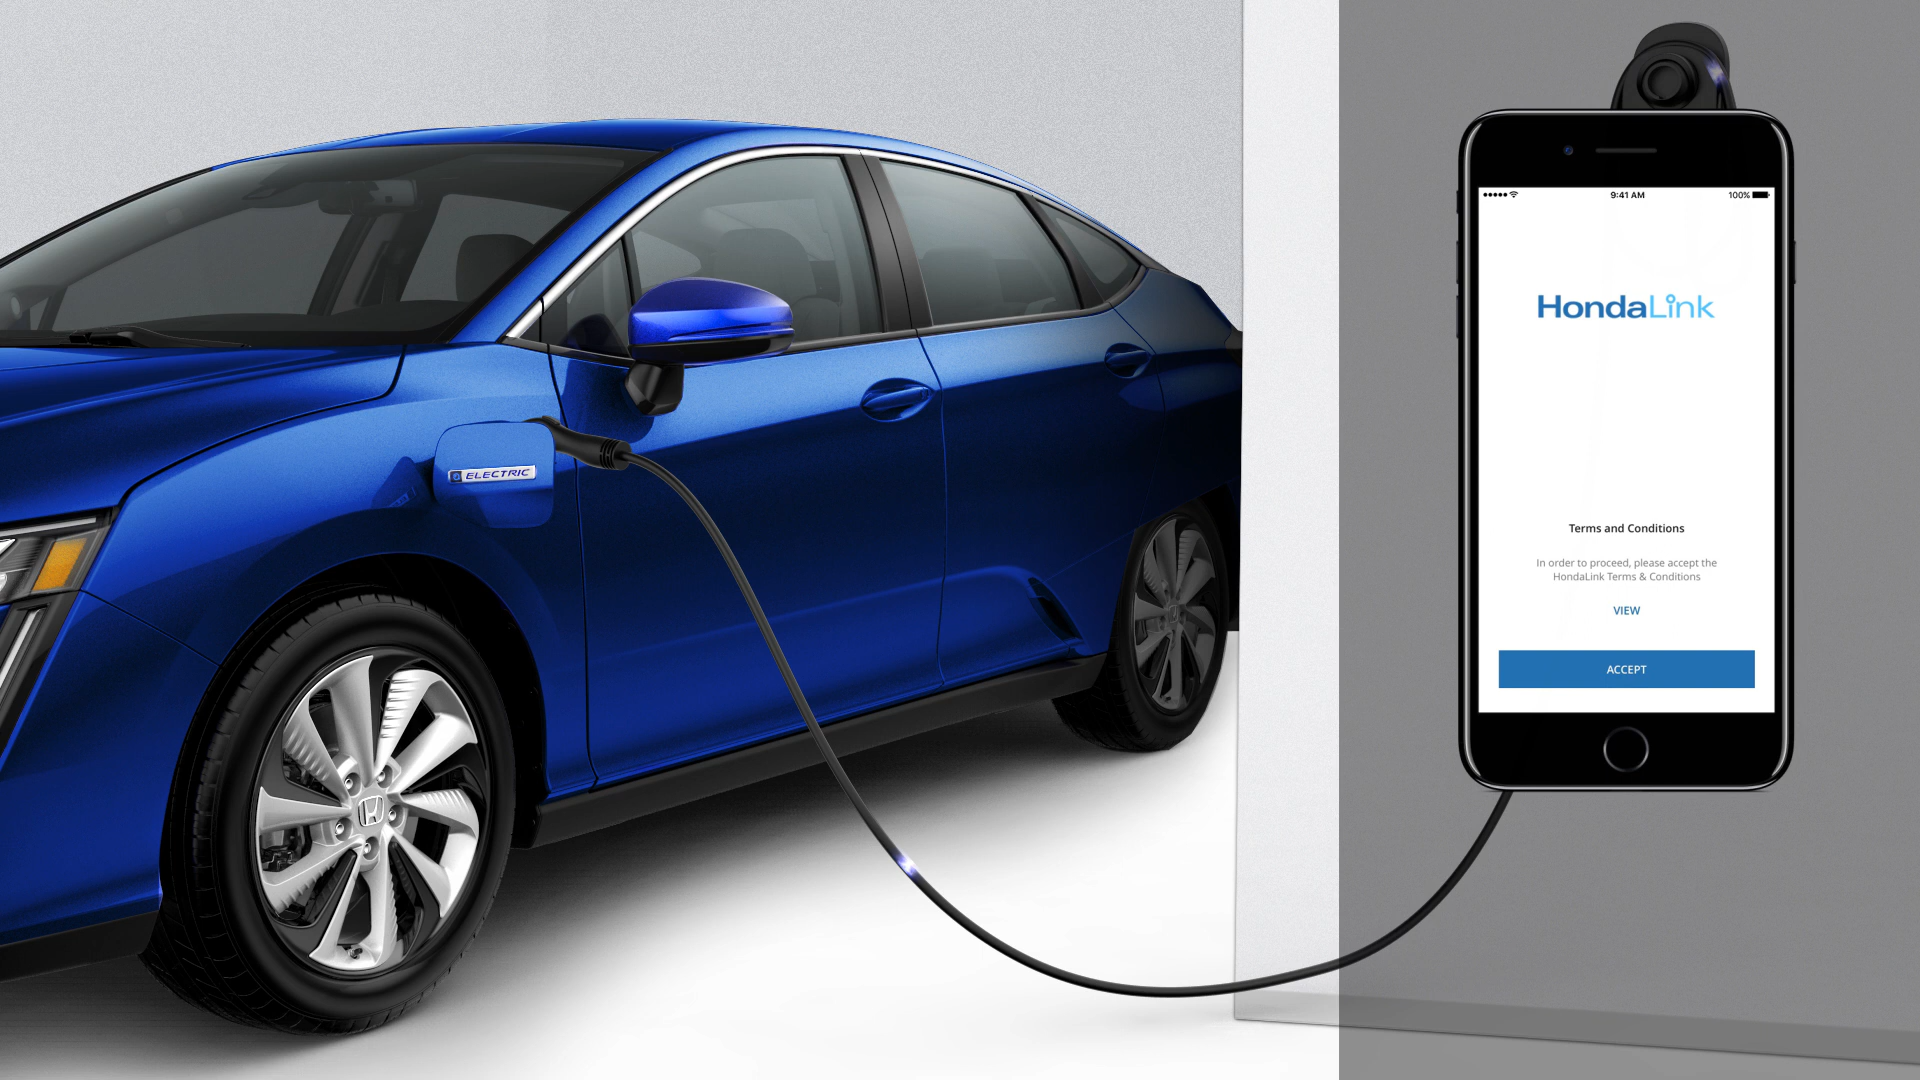 ELECTRIC
9:41 AM
100%
HondaLink
Terms and Conditions
In order to proceed, please accept the
HondaLink Terms & Conditions
VIEW
ACCEPT